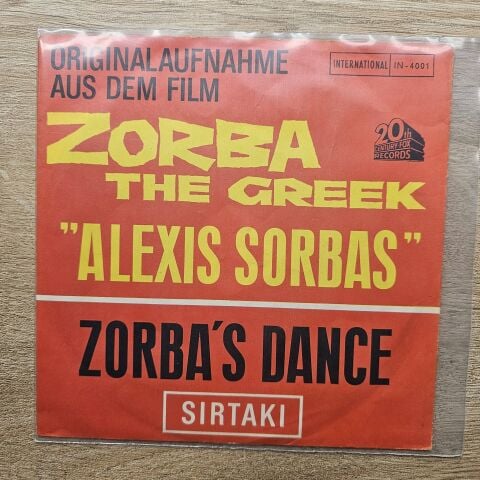 ORIGINALAUFNAHME
AUS DEM FILM
INTERNATIONAL IN-4001
ZORBA
THE GREEK
20th
CENTURY FOX
RECORDS
"ALEXIS SORBAS"
ZORBA'S DANCE
SIRTAKI